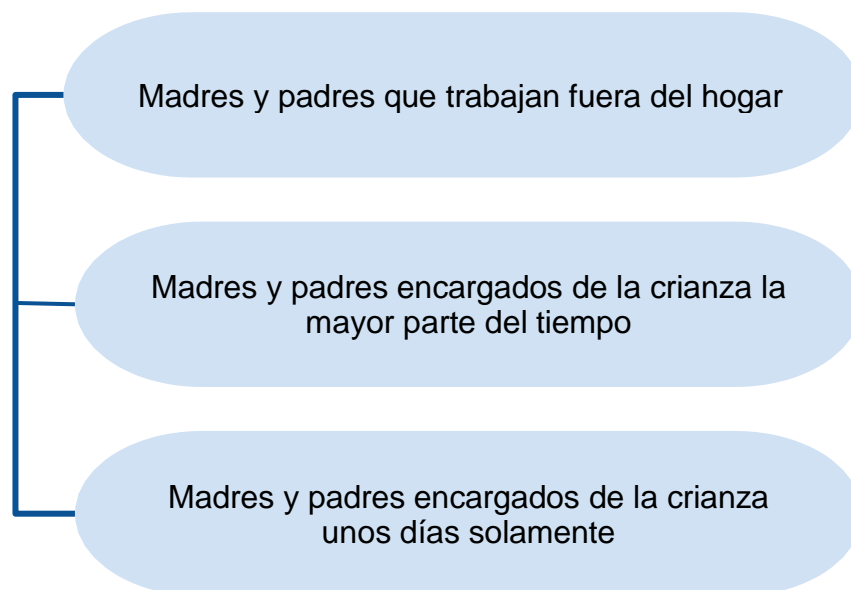 Madres y padres que trabajan fuera del hogar
Madres y padres encargados de la crianza la
mayor parte del tiempo
Madres y padres encargados de la crianza
unos días solamente